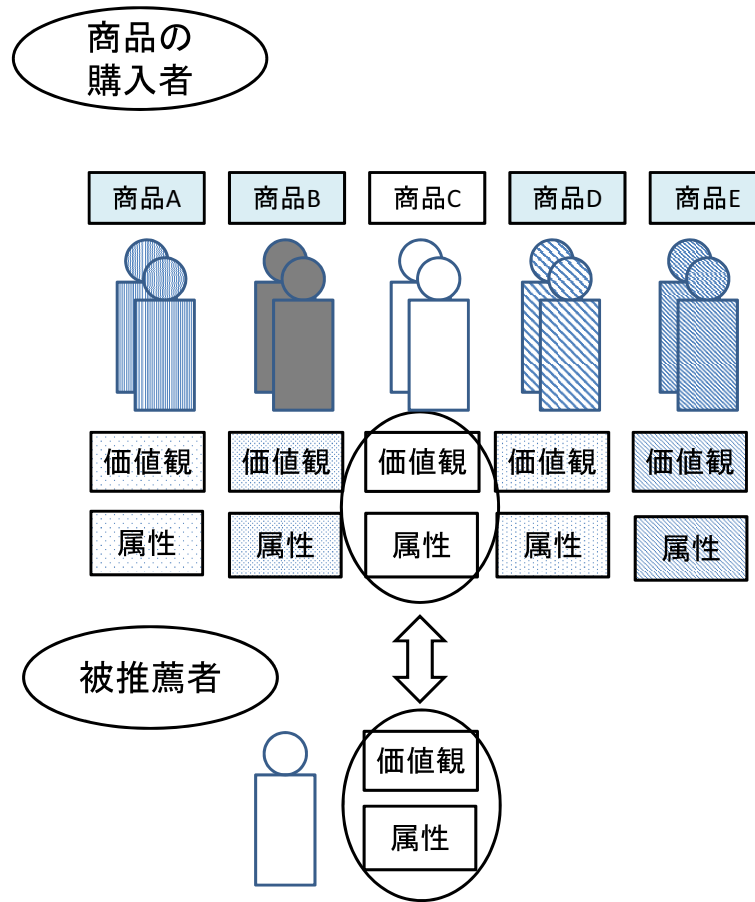 商品の
購入者
商品A
商品B
商品C
商品D
商品E
価値観
価値観
価値観
価値観
価値観
属性
属性
属性
属性
属性
被推薦者
価値観
属性